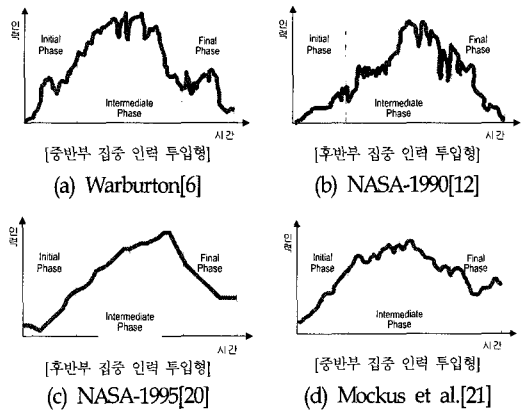 인력
Initial
Phase
Final
Phase
Intermediate
Phase
시간
[중반부 집중 인력 투입형]
(a) Warburton[6]
인력
Initial
Phase
Final
Phase
Intermediate
Phase
시간
[후반부 집중 인력 투입형]
(b) NASA-1990[12]
인력
Initial
Phase
Final
Phase
Intermediate
Phase
시간
[후반부 집중 인력 투입형]
(c) NASA-1995[20]
인력
Initial
Phase
Final
Phase
Intermediate
Phase
시간
[중반부 집중 인력 투입형]
(d) Mockus et al.[21]